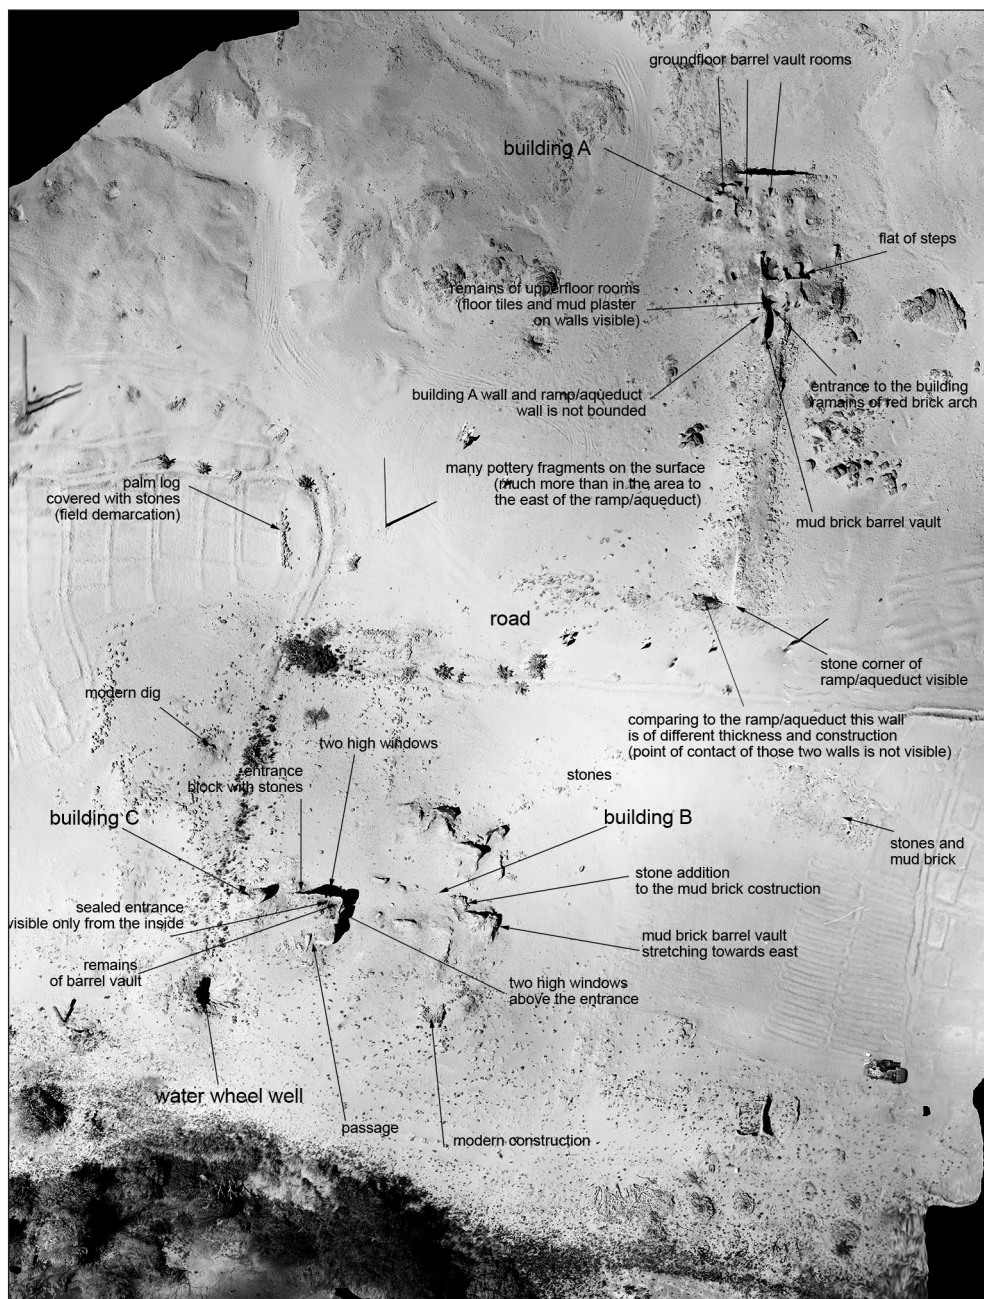 groundfloor barrel vault rooms
building A
flat of steps
remains of upperfloor rooms
(floor tiles and mud plaster
on walls visible)
building A wall and ramp/aqueduct
wall is not bounded
entrance to the building
ramains of red brick arch
many pottery fragments on the surface
(much more than in the area to
the east of the ramp/aqueduct)
palm log
covered with stones
(field demarcation)
mud brick barrel vault
road
stone corner of
ramp/aqueduct visible
modern dig
comparing to the ramp/aqueduct this wall
is of different thickness and construction
(point of contact of those two walls is not visible)
two high windows
entrance
block with stones
stones
building C
building B
stones and
mud brick
stone addition
to the mud brick costruction
sealed entrance
visible only from the inside
mud brick barrel vault
stretching towards east
remains
of barrel vault
two high windows
above the entrance
water wheel well
passage
modern construction